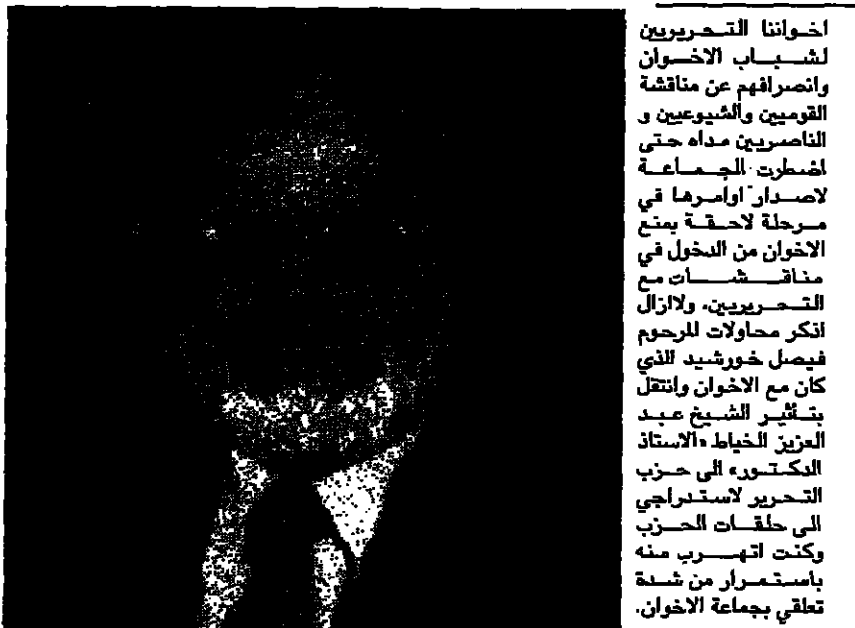 اخواننا التحريريين
لشباب الاخوان
وانصرافهم عن مناقشة
القوميين والشيوعيين و
الناصريين مداه حتى
اضطرت الجماعة
لاصدار اوامرها في
مرحلة لاحقة بمنع
الاخوان من الدخول في
مناقشات مع
التحريريين، ولاازال
اذكر محاولات المرحوم
فيصل خورشيد الذي
كان مع الاخوان وانتقل
بتأثير الشيخ عبد
العزيز الخياط «الاستاذ
الدكتور» الى حزب
التحرير لاستدراجي
الى حلقات الحزب
وكنت اتهرب منه
باستمرار من شدة
تعلقي بجماعة الاخوان.